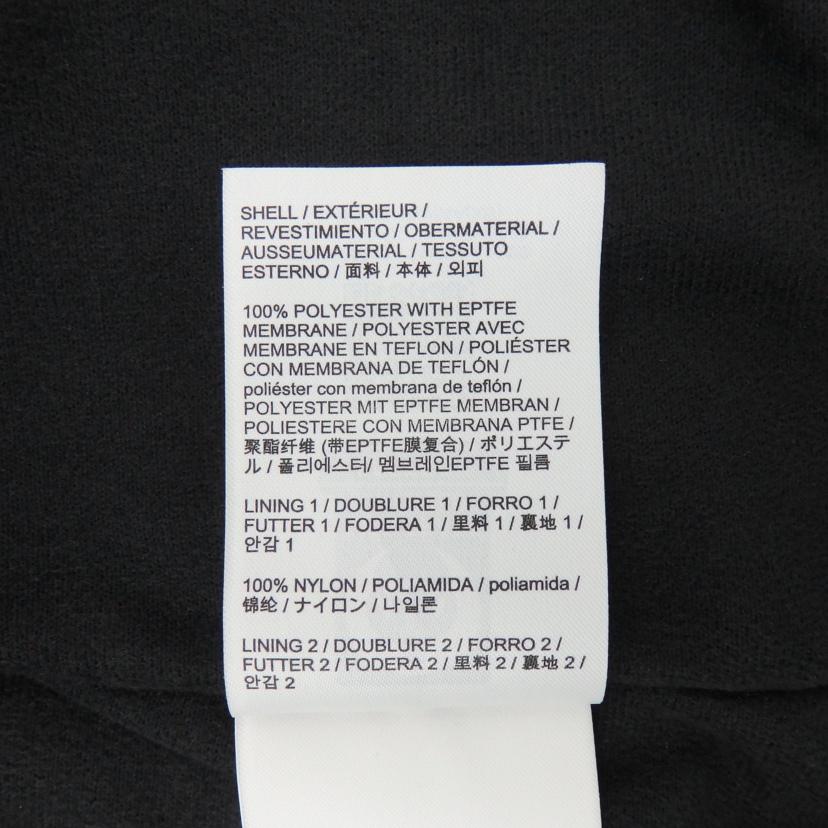 SHELL / EXTÉRIEUR /
REVESTIMIENTO / OBERMATERIAL /
AUSSEUMATERIAL / TESSUTO
ESTERNO / 面料 / 本体 / 외피
100% POLYESTER WITH EPTFE
MEMBRANE / POLYESTER AVEC
MEMBRANE EN TEFLON / POLIÉSTER
CON MEMBRANA DE TEFLÓN /
poliéster con membrana de teflón /
POLYESTER MIT EPTFE MEMBRAN /
POLIESTERE CON MEMBRANA PTFE /
聚酯纤维 (带EPTFE膜复合) / ポリエステ
ル / 폴리에스터/ 멤브레인EPTFE 필름
LINING 1 / DOUBLURE 1 / FORRO 1 /
FUTTER 1 / FODERA 1 / 里料 1 / 裏地 1 /
안감 1
100% NYLON / POLIAMIDA / poliamida /
锦纶 / ナイロン / 나일론
LINING 2 / DOUBLURE 2 / FORRO 2 /
FUTTER 2 / FODERA 2 / 里料 2 / 裏地 2 /
안감 2